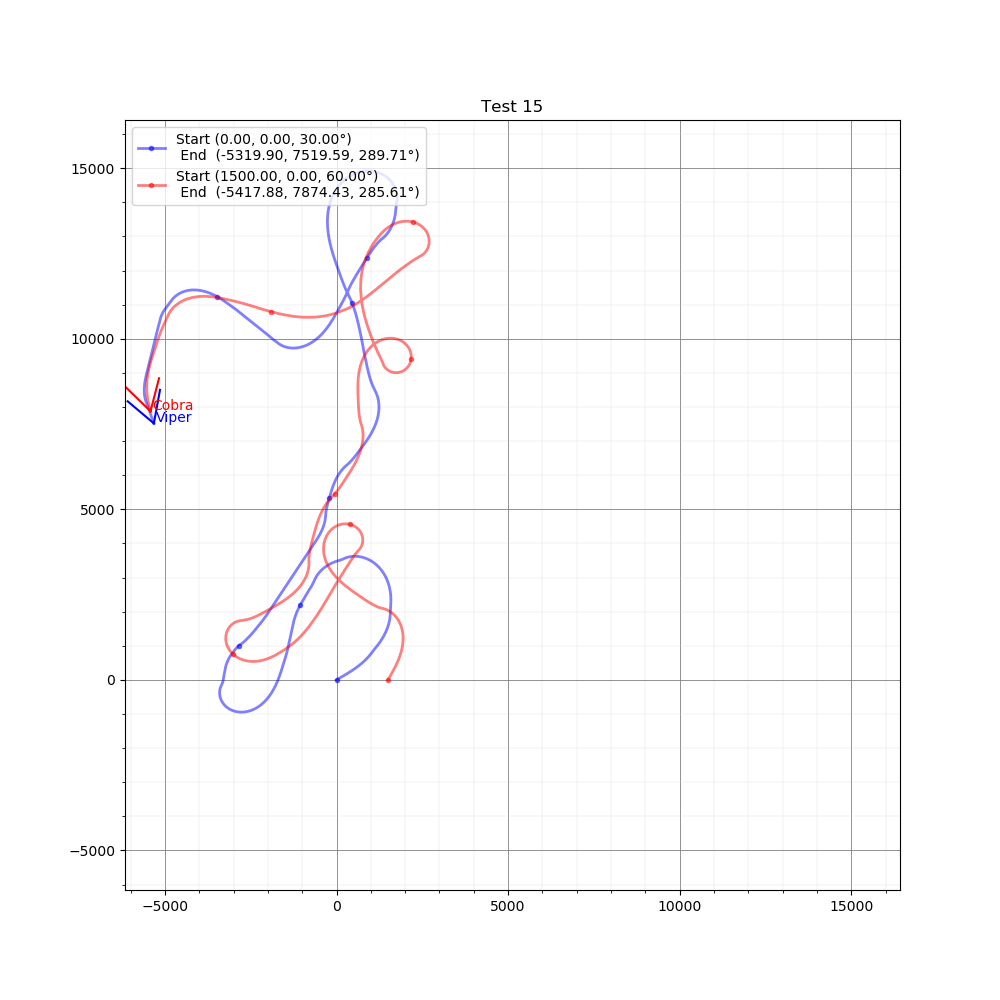 Test 15
Start (0.00, 0.00, 30.00°)
End (-5319.90, 7519.59, 289.71°)
Start (1500.00, 0.00, 60.00°)
End (-5417.88, 7874.43, 285.61°)
15000
10000
Cobra
Viper
5000
0
−5000
−5000 0 5000 10000 15000